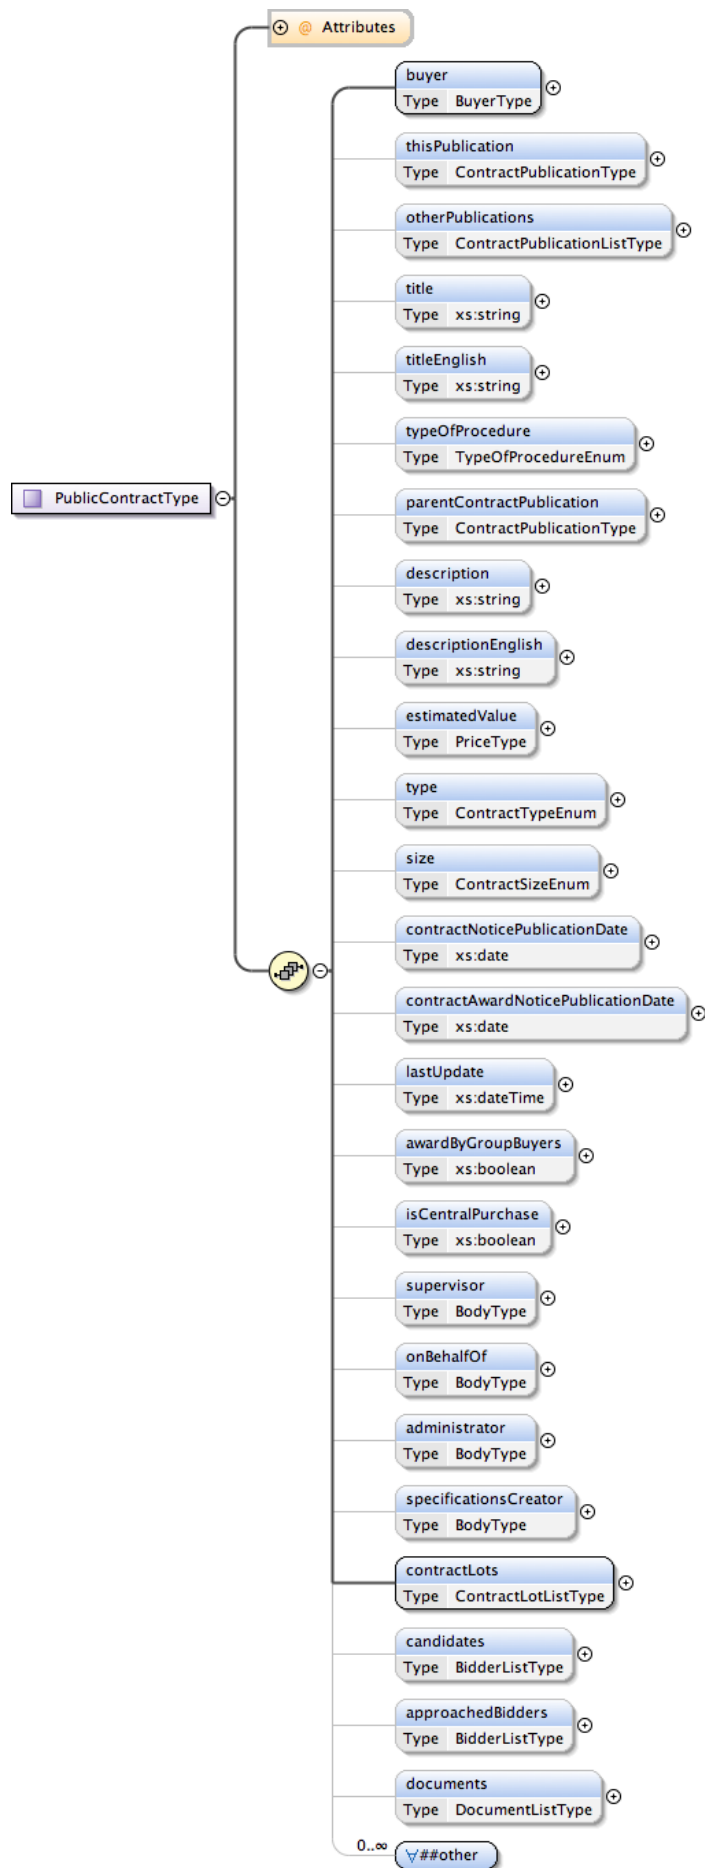 @ Attributes
buyer
Type BuyerType
thisPublication
Type ContractPublicationType
otherPublications
Type ContractPublicationListType
title
Type xs:string
titleEnglish
Type xs:string
typeOfProcedure
Type TypeOfProcedureEnum
PublicContractType
parentContractPublication
Type ContractPublicationType
description
Type xs:string
descriptionEnglish
Type xs:string
estimatedValue
Type PriceType
type
Type ContractTypeEnum
size
Type ContractSizeEnum
contractNoticePublicationDate
Type xs:date
contractAwardNoticePublicationDate
Type xs:date
lastUpdate
Type xs:dateTime
awardByGroupBuyers
Type xs:boolean
isCentralPurchase
Type xs:boolean
supervisor
Type BodyType
onBehalfOf
Type BodyType
administrator
Type BodyType
specificationsCreator
Type BodyType
contractLots
Type ContractLotListType
candidates
Type BidderListType
approachedBidders
Type BidderListType
documents
Type DocumentListType
0..∞ ∀##other